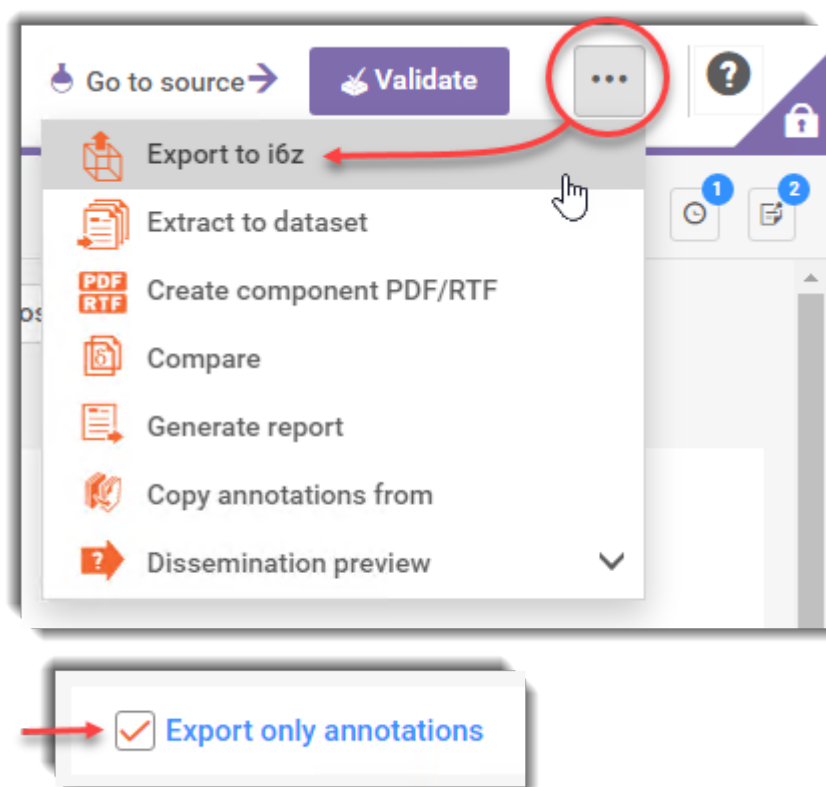 Go to source
Validate
...
?
Export to i6z
1
2
Extract to dataset
PDF
RTF
Create component PDF/RTF
os
δ
Compare
Generate report
Copy annotations from
?
Dissemination preview
Export only annotations